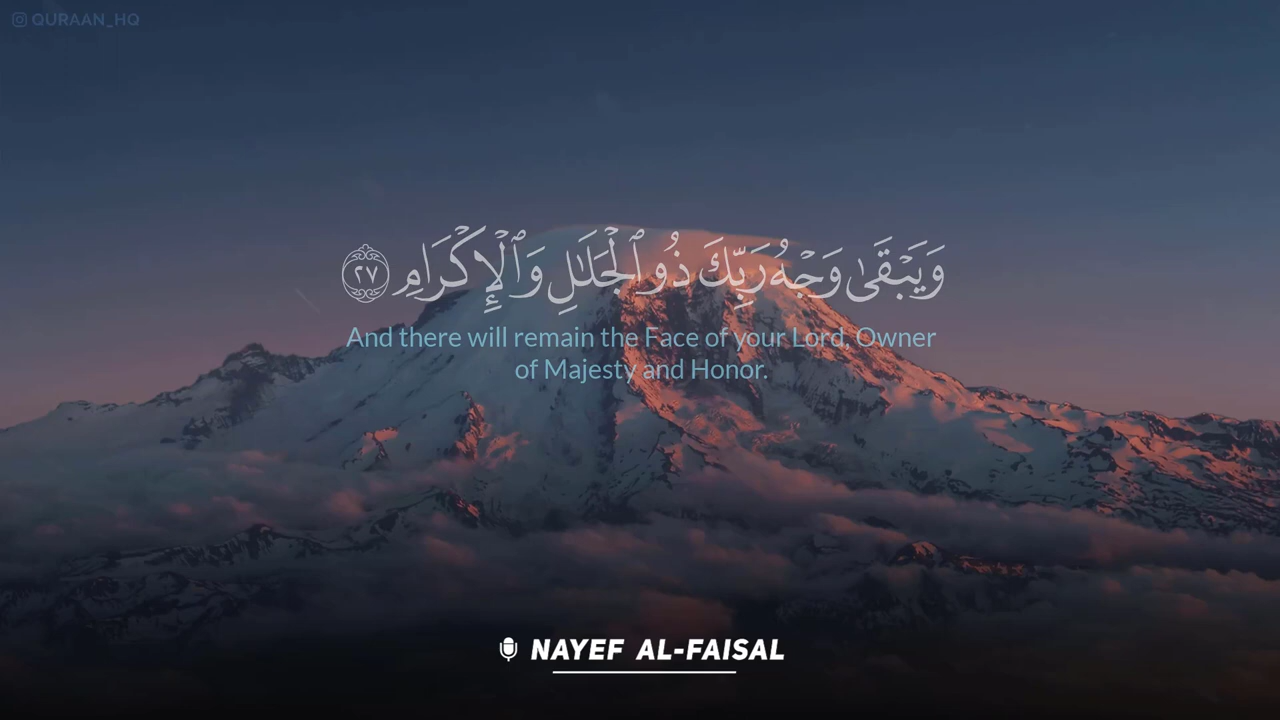 QURAAN_HQ
وَيَبْقَىٰ وَجْهُ رَبِّكَ ذُو ٱلْجَلَـٰلِ وَٱلْإِكْرَامِ ٢٧
And there will remain the Face of your Lord, Owner
of Majesty and Honor.
NAYEF AL-FAISAL